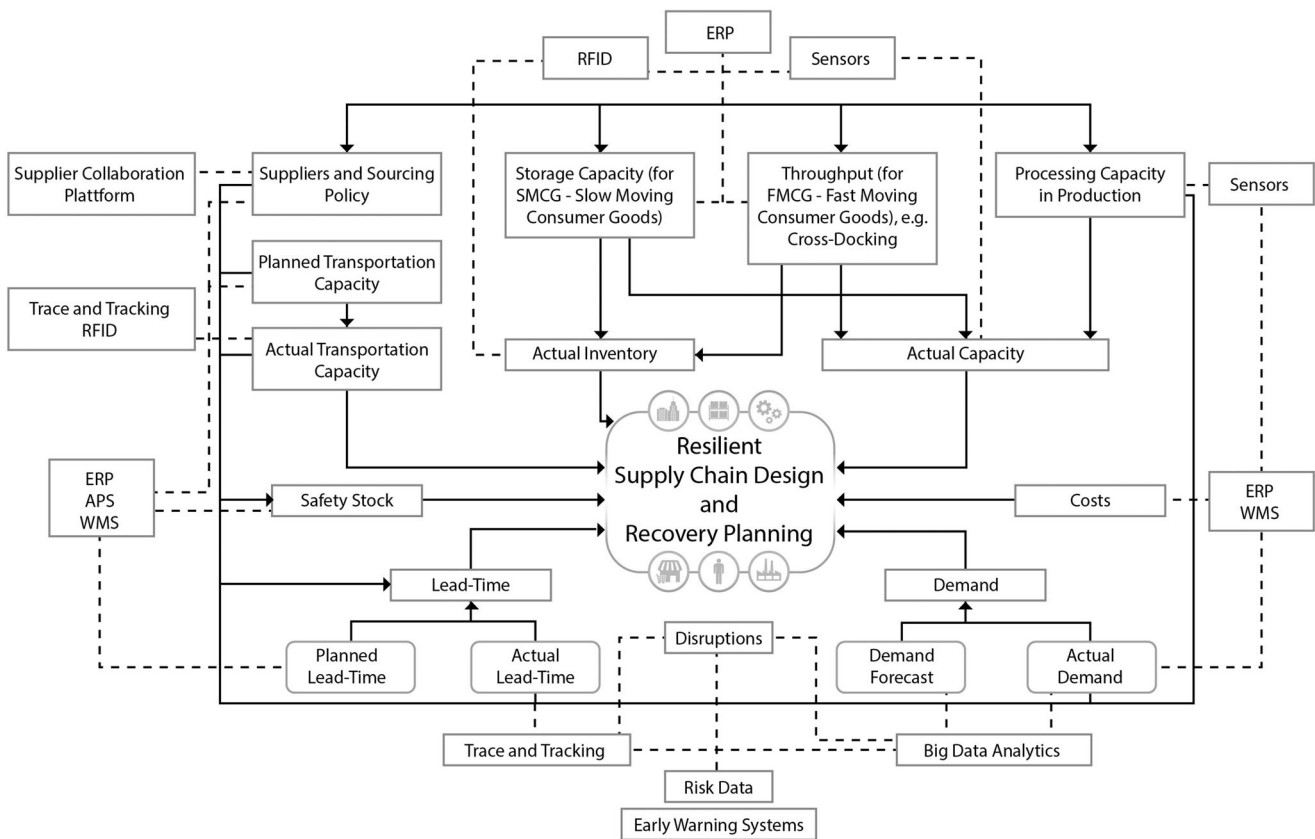 ERP
RFID
Sensors
Supplier Collaboration
Plattform
Suppliers and Sourcing
Policy
Storage Capacity (for
SMCG - Slow Moving
Consumer Goods)
Throughput (for
FMCG - Fast Moving
Consumer Goods), e.g.
Cross-Docking
Processing Capacity
in Production
Sensors
Planned Transportation
Capacity
Trace and Tracking
RFID
Actual Transportation
Capacity
Actual Inventory
Actual Capacity
Resilient
Supply Chain Design
and
Recovery Planning
ERP
APS
WMS
Safety Stock
Costs
ERP
WMS
Lead-Time
Demand
Planned
Lead-Time
Actual
Lead-Time
Disruptions
Demand
Forecast
Actual
Demand
Trace and Tracking
Big Data Analytics
Risk Data
Early Warning Systems